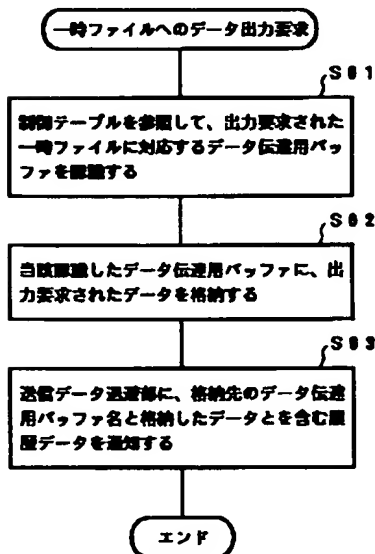 一時ファイルへのデータ出力要求
S01
制御テーブルを参照して、出力要求された
一時ファイルに対応するデータ伝達用バッ
ファを認識する
S02
当該認識したデータ伝達用バッファに、出
力要求されたデータを格納する
S03
送信データ退避部に、格納先のデータ伝達
用バッファ名と格納したデータとを含む履
歴データを通知する
エンド